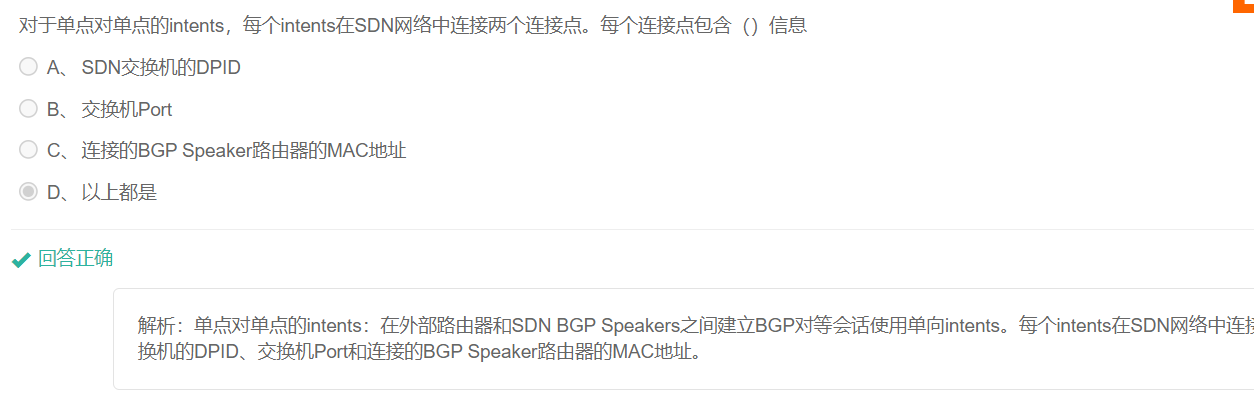 对于单点对单点的intents，每个intents在SDN网络中连接两个连接点。每个连接点包含（）信息
A、 SDN交换机的DPID
B、 交换机Port
C、 连接的BGP Speaker路由器的MAC地址
D、 以上都是
回答正确
解析：单点对单点的intents：在外部路由器和SDN BGP Speakers之间建立BGP对等会话使用单向intents。每个intents在SDN网络中连接
换机的DPID、交换机Port和连接的BGP Speaker路由器的MAC地址。